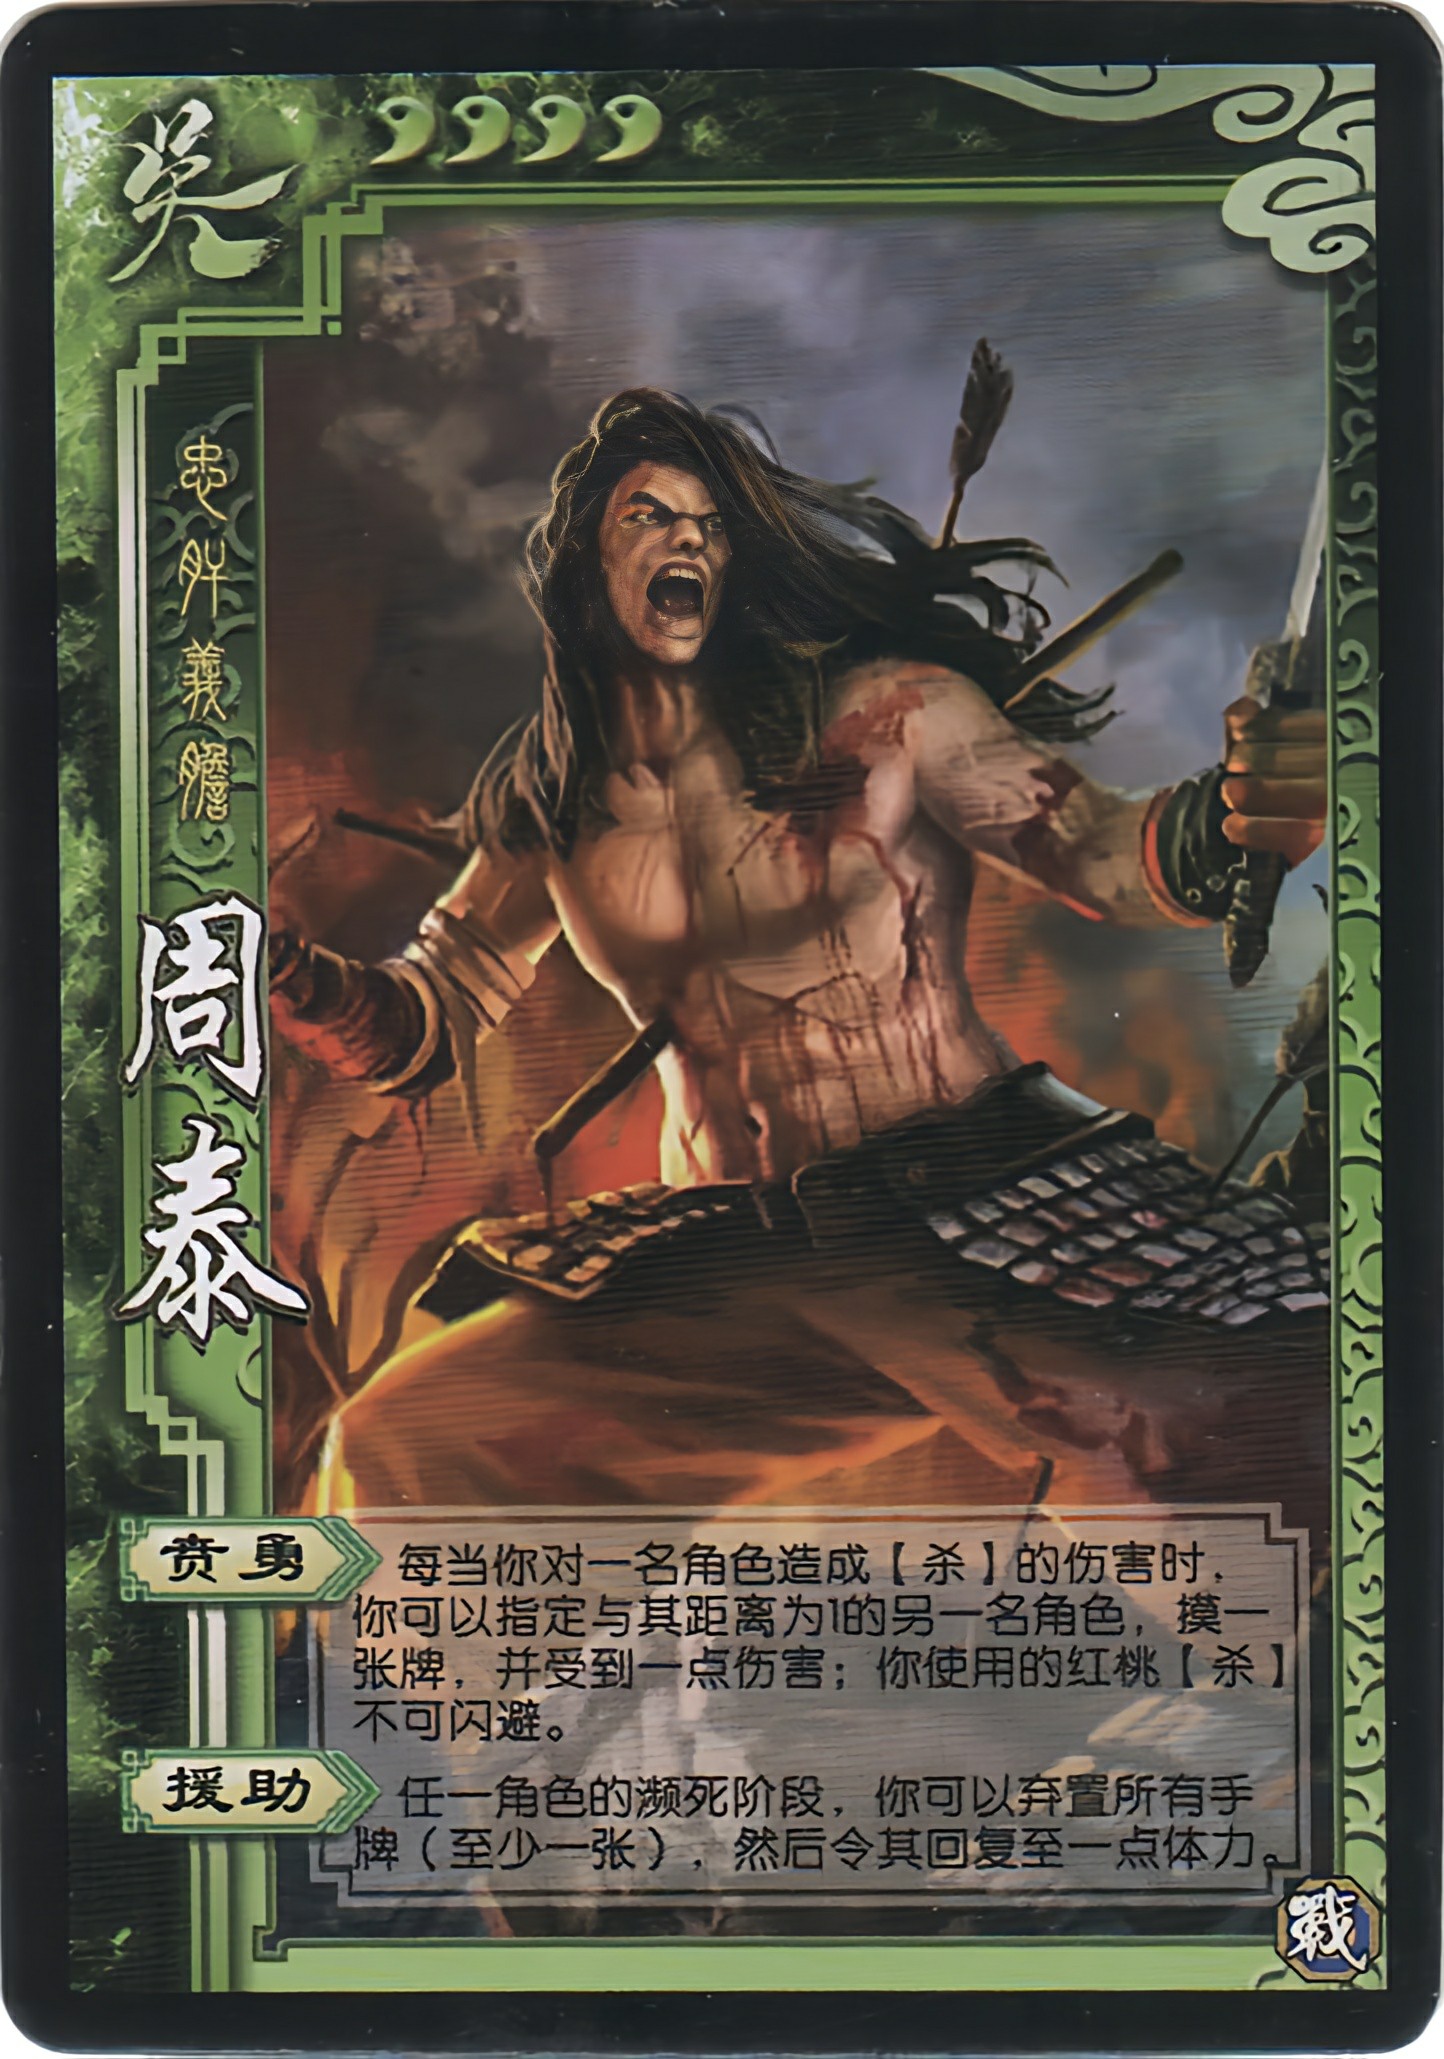 吴
忠肝義膽
周泰
贲勇
每当你对一名角色造成【杀】的伤害时，
你可以指定与其距离为1的另一名角色，摸一
张牌，并受到一点伤害；你使用的红桃【杀】
不可闪避。
援助
任一角色的濒死阶段，你可以弃置所有手
牌（至少一张），然后令其回复至一点体力。
戰